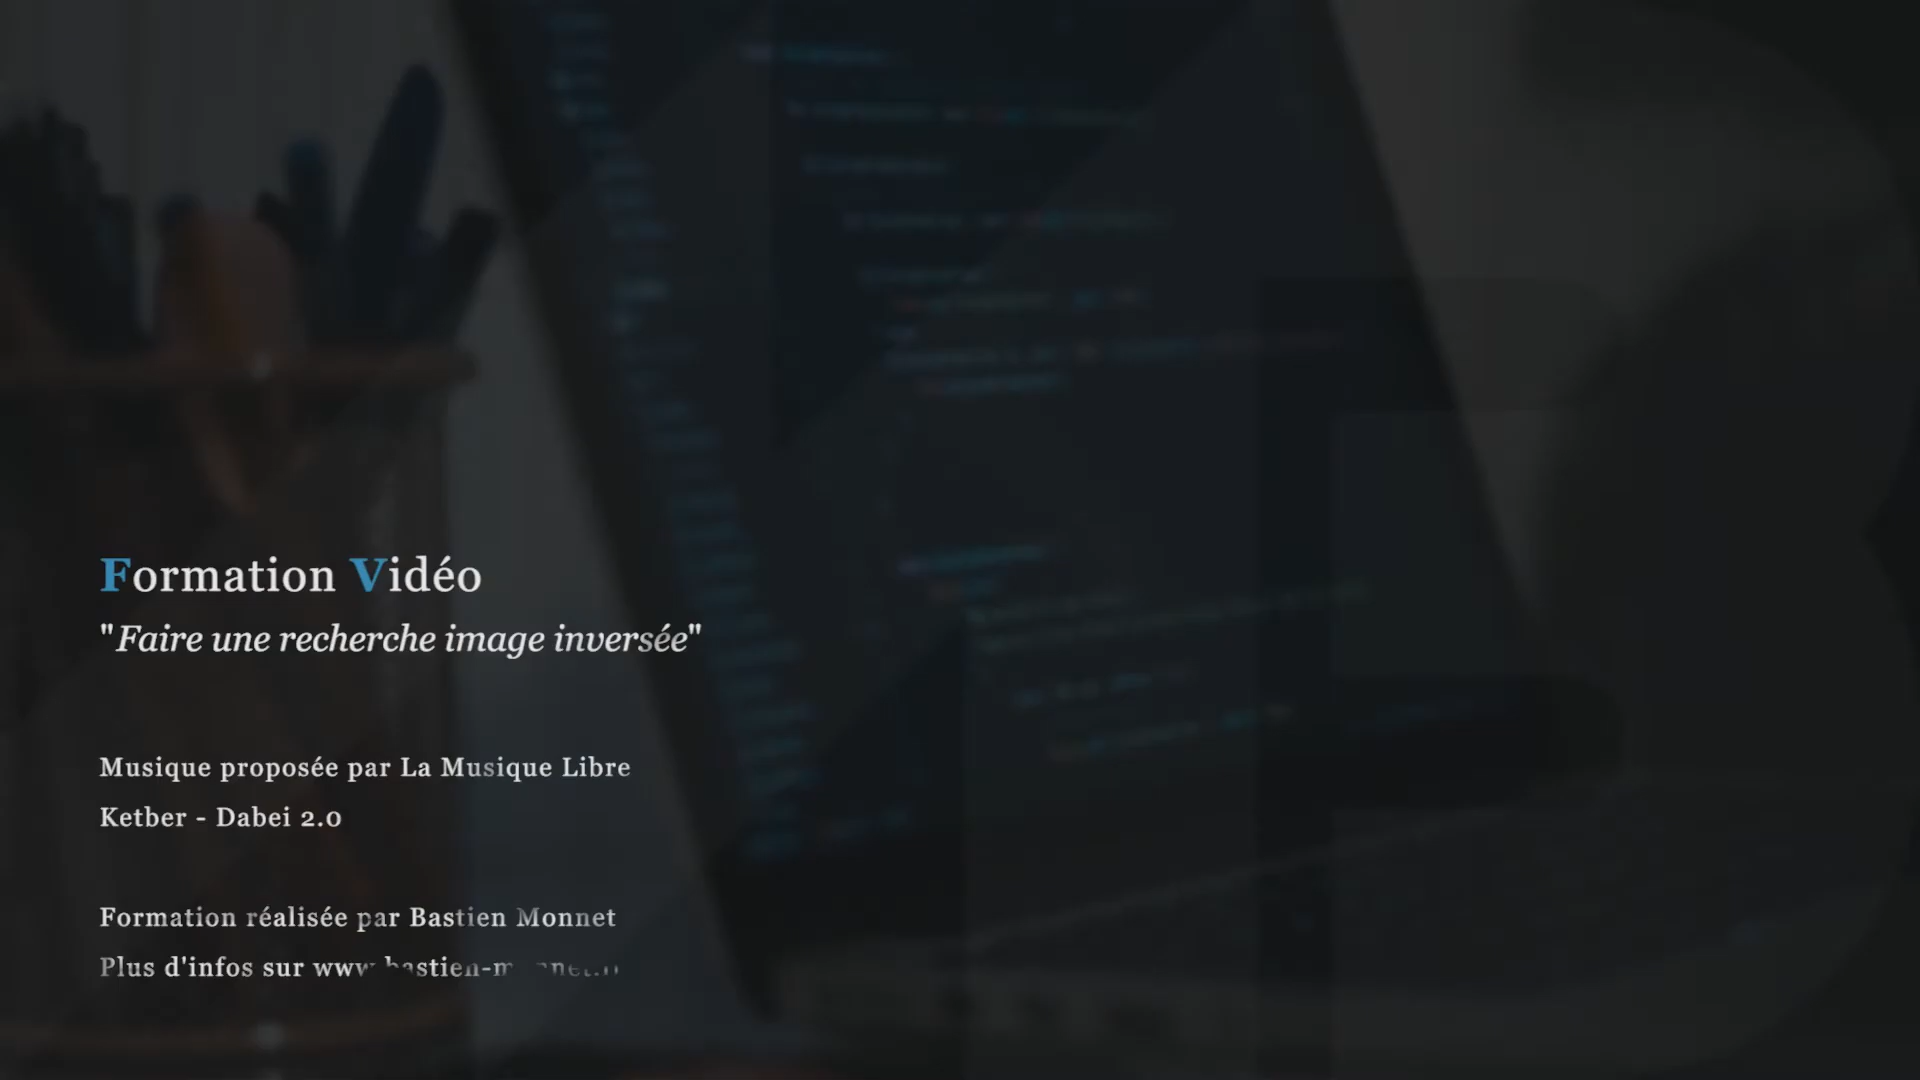 Formation Vidéo
"Faire une recherche image inversée"
Musique proposée par La Musique Libre
Ketber - Dabei 2.0
Formation réalisée par Bastien Monnet
Plus d'infos sur